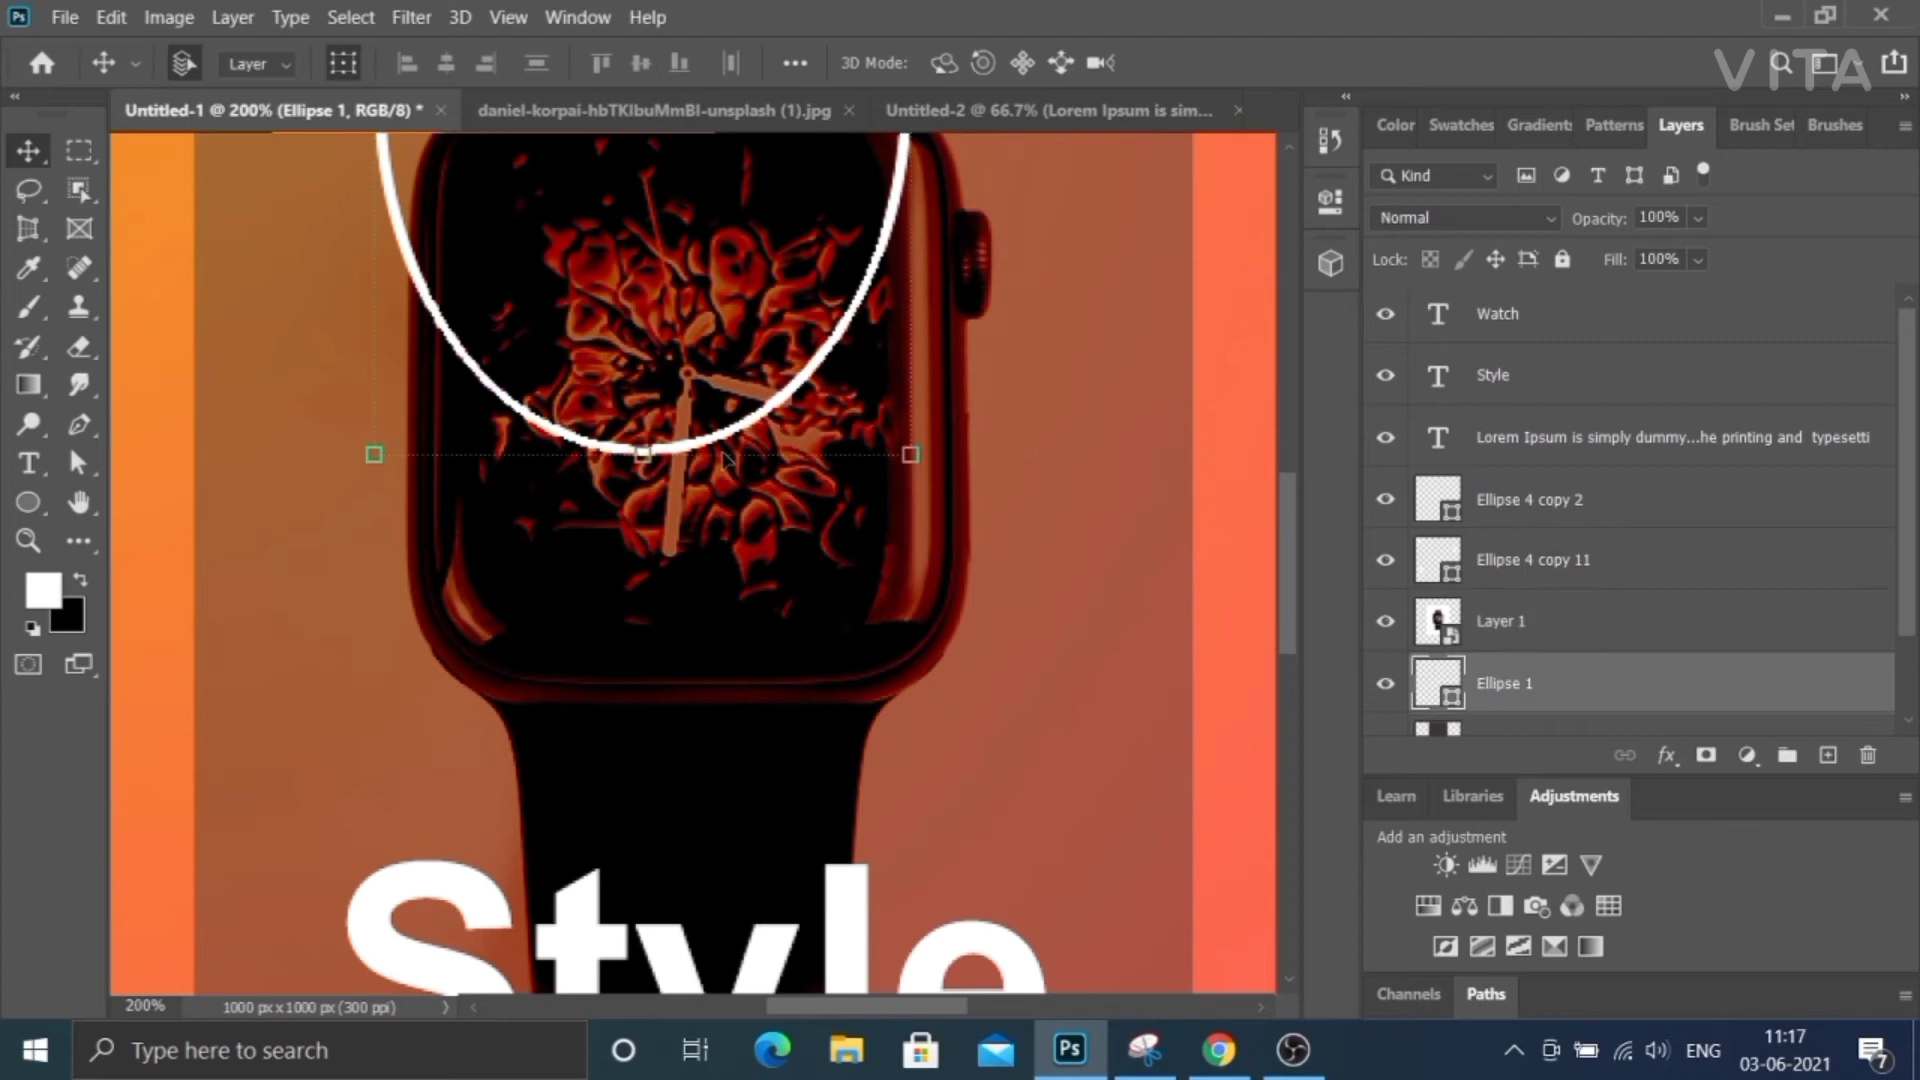 Ps File Edit Image Layer Type Select Filter 3D View Window Help
Layer 3D Mode: VITA
Untitled-1 @ 200% (Ellipse 1, RGB/8) * daniel-korpai-hbTKIbuMmBI-unsplash (1).jpg Untitled-2 @ 66.7% (Lorem Ipsum is sim...
Color Swatches Gradient: Patterns Layers Brush Set Brushes
Kind
Normal Opacity: 100%
Lock: Fill: 100%
Watch
Style
Lorem Ipsum is simply dummy...he printing and typesetti
Ellipse 4 copy 2
Ellipse 4 copy 11
Layer 1
Ellipse 1
fx
Learn Libraries Adjustments
Add an adjustment
Style
Channels Paths
200% 1000 px x 1000 px (300 ppi)
Type here to search
Ps
ENG
11:17
03-06-2021
7